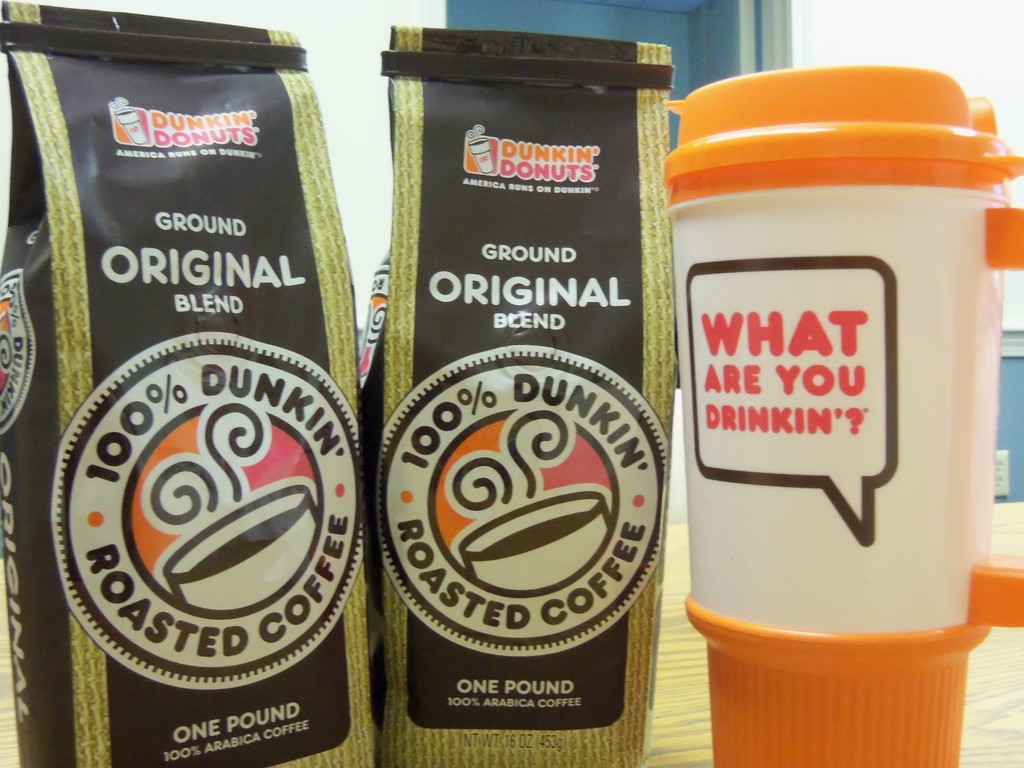 DUNKIN'
DONUTS
AMERICA RUNS ON DUNKIN'
GROUND
ORIGINAL
BLEND
100% DUNKIN'
ROASTED COFFEE
ONE POUND
100% ARABICA COFFEE
ORIGINAL
DUNKIN'
DONUTS
AMERICA RUNS ON DUNKIN'
GROUND
ORIGINAL
BLEND
100% DUNKIN'
ROASTED COFFEE
ONE POUND
100% ARABICA COFFEE
NT WT 16 OZ (453g)
WHAT
ARE YOU
DRINKIN'?